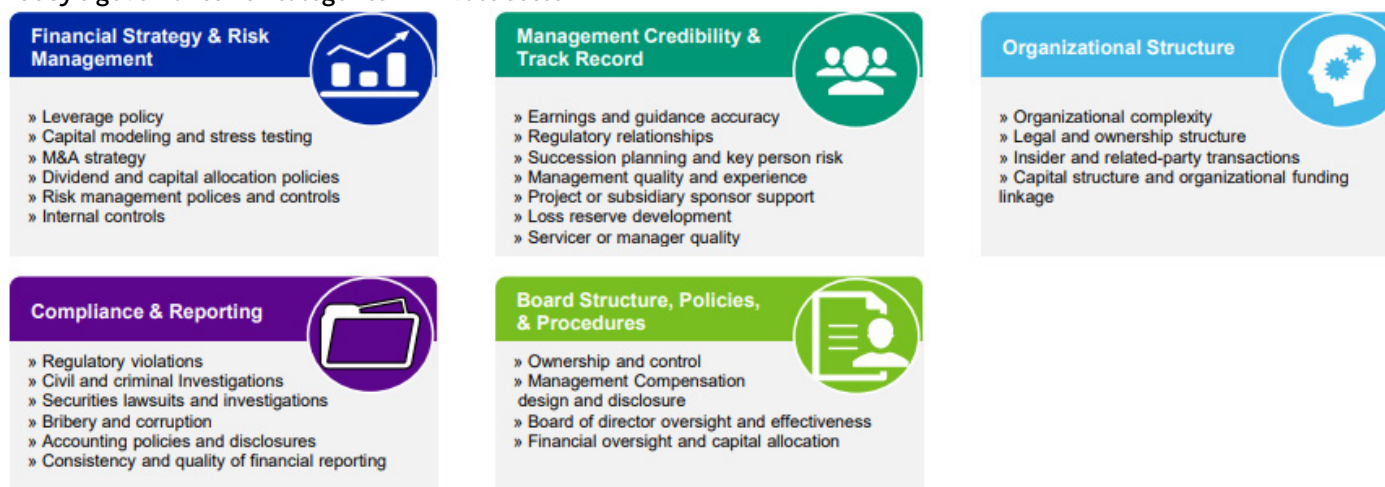 Financial Strategy & Risk
Management
» Leverage policy
» Capital modeling and stress testing
» M&A strategy
» Dividend and capital allocation policies
» Risk management polices and controls
» Internal controls
Management Credibility &
Track Record
» Earnings and guidance accuracy
» Regulatory relationships
» Succession planning and key person risk
» Management quality and experience
» Project or subsidiary sponsor support
» Loss reserve development
» Servicer or manager quality
Organizational Structure
» Organizational complexity
» Legal and ownership structure
» Insider and related-party transactions
» Capital structure and organizational funding
linkage
Compliance & Reporting
» Regulatory violations
» Civil and criminal Investigations
» Securities lawsuits and investigations
» Bribery and corruption
» Accounting policies and disclosures
» Consistency and quality of financial reporting
Board Structure, Policies,
& Procedures
» Ownership and control
» Management Compensation
design and disclosure
» Board of director oversight and effectiveness
» Financial oversight and capital allocation